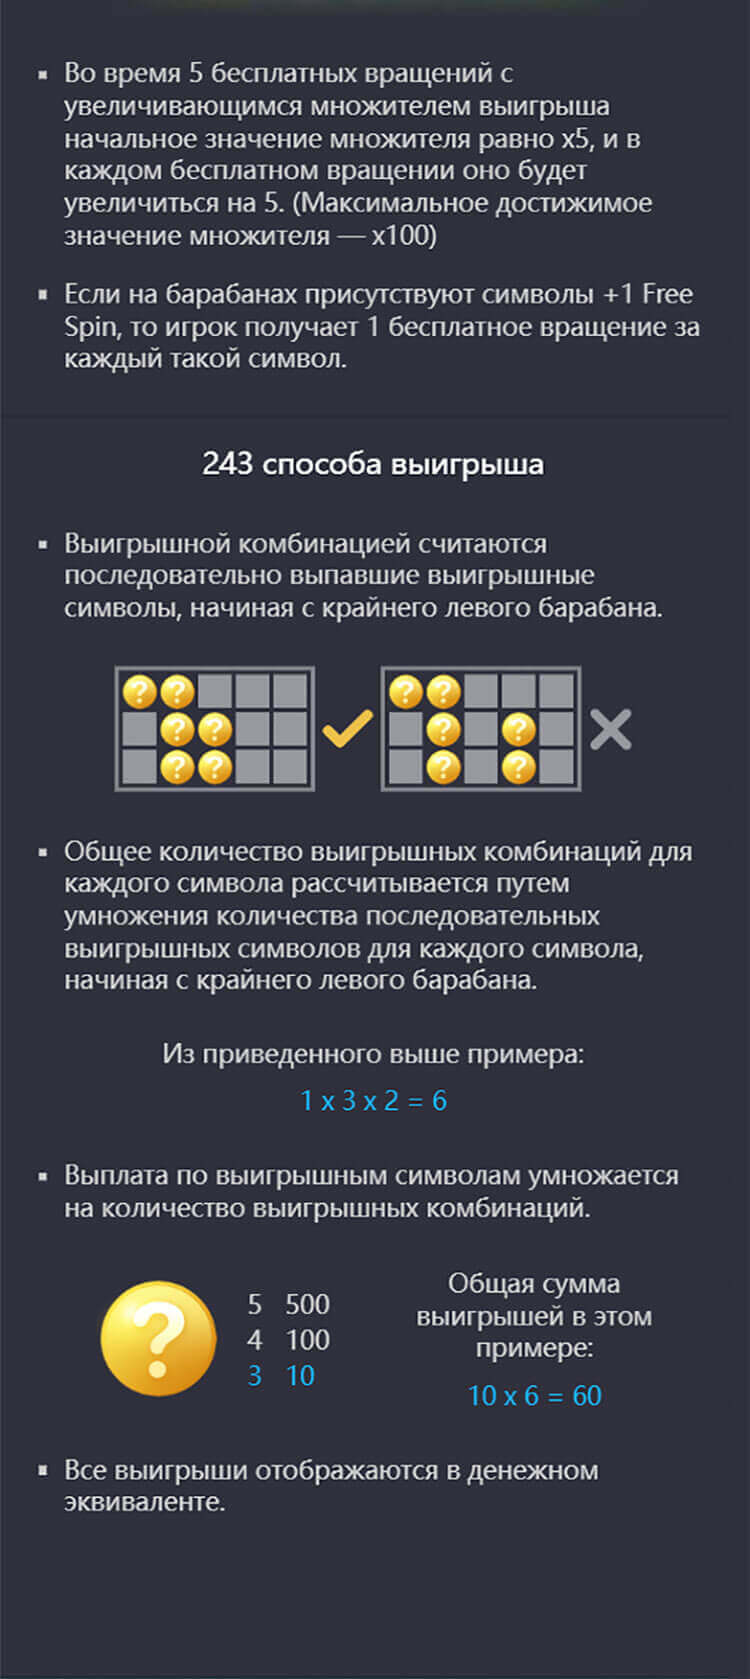 Во время 5 бесплатных вращений с
увеличивающимся множителем выигрыша
начальное значение множителя равно x5, и в
каждом бесплатном вращении оно будет
увеличиться на 5. (Максимальное достижимое
значение множителя — x100)
Если на барабанах присутствуют символы +1 Free
Spin, то игрок получает 1 бесплатное вращение за
каждый такой символ.
243 способа выигрыша
Выигрышной комбинацией считаются
последовательно выпавшие выигрышные
символы, начиная с крайнего левого барабана.
? ? ? ?
? ? ? ?
? ? ? ?
Общее количество выигрышных комбинаций для
каждого символа рассчитывается путем
умножения количества последовательных
выигрышных символов для каждого символа,
начиная с крайнего левого барабана.
Из приведенного выше примера:
1 x 3 x 2 = 6
Выплата по выигрышным символам умножается
на количество выигрышных комбинаций.
?
5 500
4 100
3 10
Общая сумма
выигрышей в этом
примере:
10 x 6 = 60
Все выигрыши отображаются в денежном
эквиваленте.